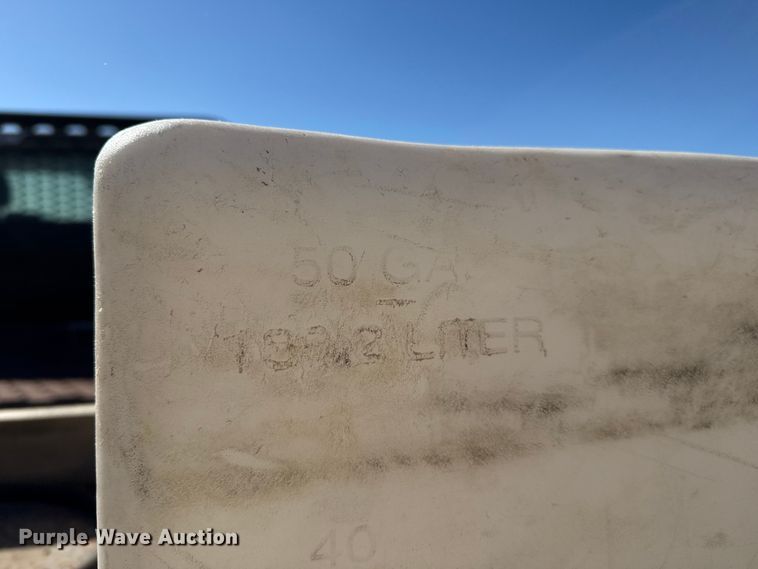 50 GA
189.2 LITER
40
Purple Wave Auction